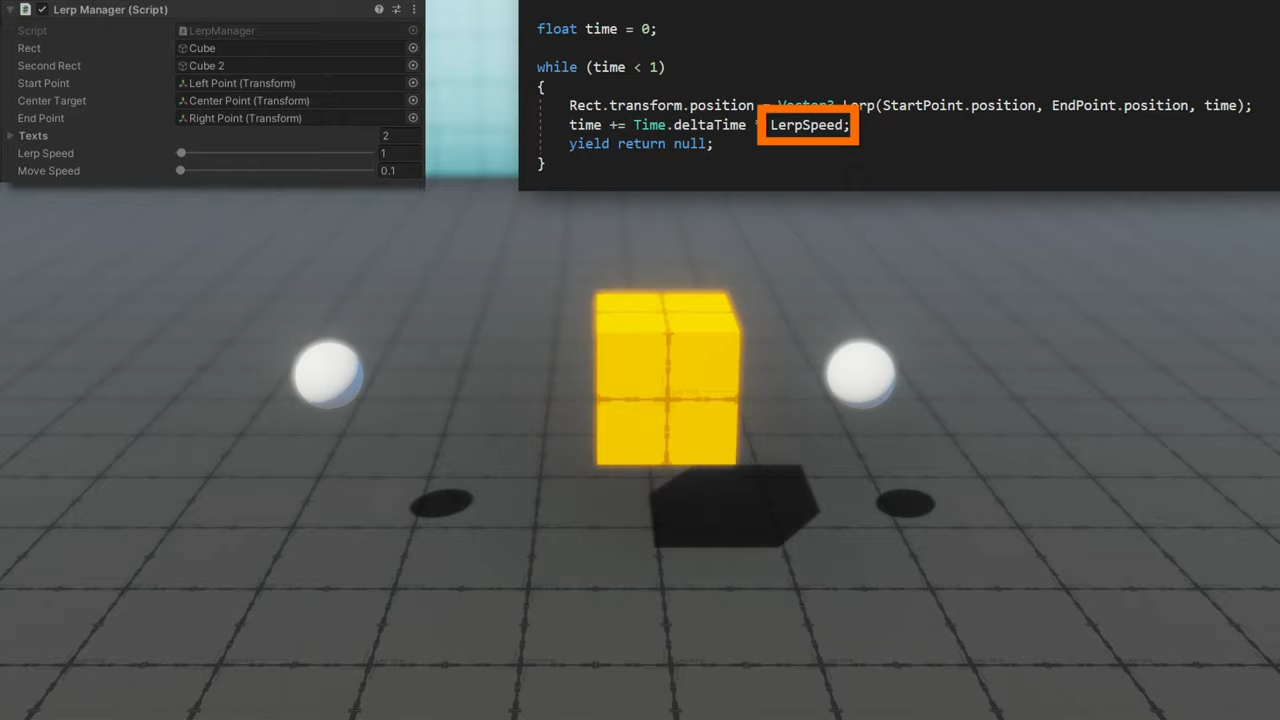 Lerp Manager (Script)
Script LerpManager
Rect Cube
Second Rect Cube 2
Start Point Left Point (Transform)
Center Target Center Point (Transform)
End Point Right Point (Transform)
Texts 2
Lerp Speed 1
Move Speed 0.1
float time = 0;
while (time < 1)
{
Rect.transform.position = Vector3.Lerp(StartPoint.position, EndPoint.position, time);
time += Time.deltaTime * LerpSpeed;
yield return null;
}